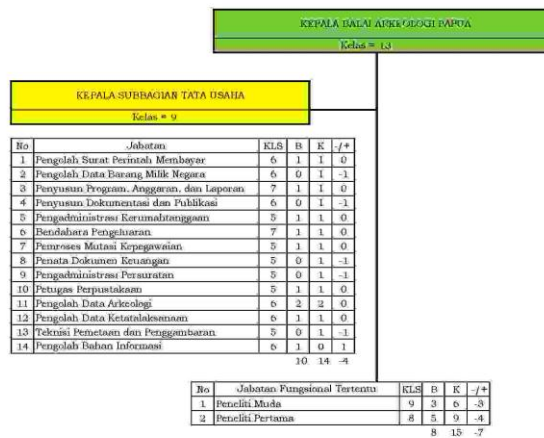 KEPALA BALAI ARKEOLOGI PAPUA
Kelas = 13
KEPALA SUBBAGIAN TATA USAHA
Kelas = 9
No Jabatan KLS B K -/+
1 Pengolah Surat Perintah Membayar 6 1 1 0
2 Pengolah Data Barang Milik Negara 6 0 1 -1
3 Penyusun Program, Anggaran, dan Laporan 7 1 1 0
4 Penyusun Dokumentasi dan Publikasi 6 0 1 -1
5 Pengadministrasi Kerumahtanggaan 5 1 1 0
6 Bendahara Pengeluaran 7 1 1 0
7 Pemroses Mutasi Kepegawaian 5 1 1 0
8 Penata Dokumen Keuangan 5 0 1 -1
9 Pengadministrasi Persuratan 5 0 1 -1
10 Petugas Perpustakaan 5 1 1 0
11 Pengolah Data Arkeologi 6 2 2 0
12 Pengolah Data Ketatalaksanaan 6 1 1 0
13 Teknisi Pemetaan dan Penggambaran 5 0 1 -1
14 Pengolah Bahan Informasi 6 1 0 1
10 14 -4
No Jabatan Fungsional Tertentu KLS B K -/+
1 Peneliti Muda 9 3 6 -3
2 Peneliti Pertama 8 5 9 -4
8 15 -7